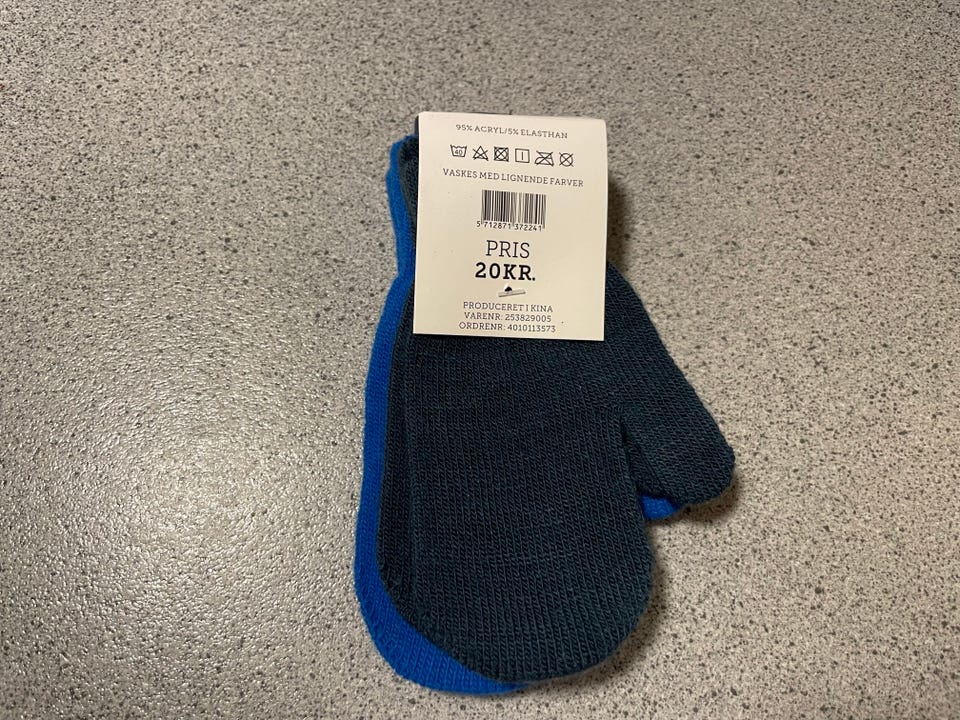 95% ACRYL/5% ELASTHAN
40
VASKES MED LIGNENDE FARVER
5 712871 372241
PRIS
20KR.
PRODUCERET I KINA
VARENR: 253829005
ORDRENR: 4010113573